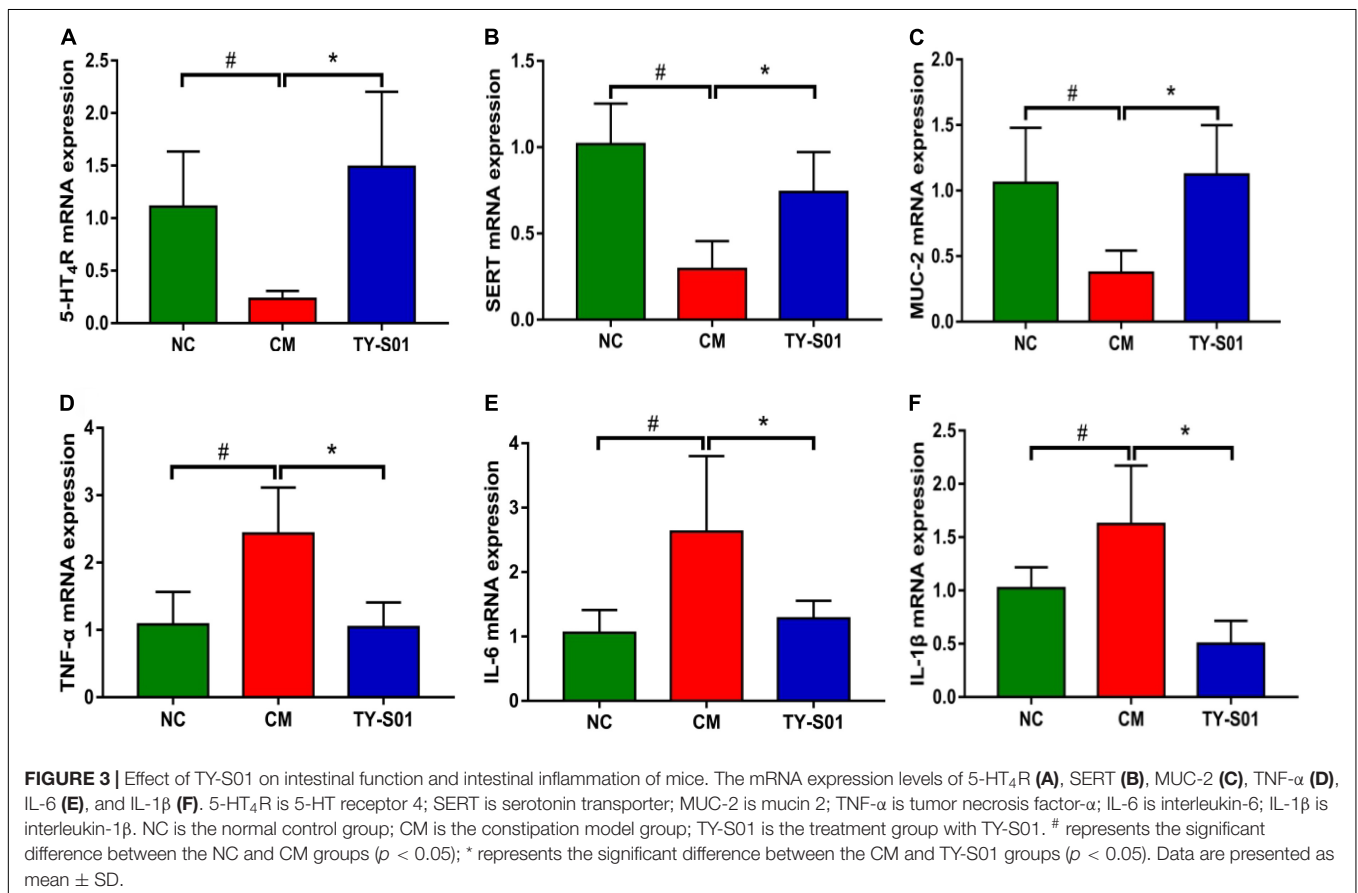 A
5-HT₄R mRNA expression
2.5
2.0
1.5
1.0
0.5
0.0
# *
NC CM TY-S01
B
SERT mRNA expression
1.5
1.0
0.5
0.0
# *
NC CM TY-S01
C
MUC-2 mRNA expression
2.0
1.5
1.0
0.5
0.0
# *
NC CM TY-S01
D
TNF-α mRNA expression
4
3
2
1
0
# *
NC CM TY-S01
E
IL-6 mRNA expression
4
3
2
1
0
# *
NC CM TY-S01
F
IL-1β mRNA expression
2.5
2.0
1.5
1.0
0.5
0.0
# *
NC CM TY-S01
FIGURE 3 | Effect of TY-S01 on intestinal function and intestinal inflammation of mice. The mRNA expression levels of 5-HT₄R (A), SERT (B), MUC-2 (C), TNF-α (D),
IL-6 (E), and IL-1β (F). 5-HT₄R is 5-HT receptor 4; SERT is serotonin transporter; MUC-2 is mucin 2; TNF-α is tumor necrosis factor-α; IL-6 is interleukin-6; IL-1β is
interleukin-1β. NC is the normal control group; CM is the constipation model group; TY-S01 is the treatment group with TY-S01. # represents the significant
difference between the NC and CM groups (p < 0.05); * represents the significant difference between the CM and TY-S01 groups (p < 0.05). Data are presented as
mean ± SD.